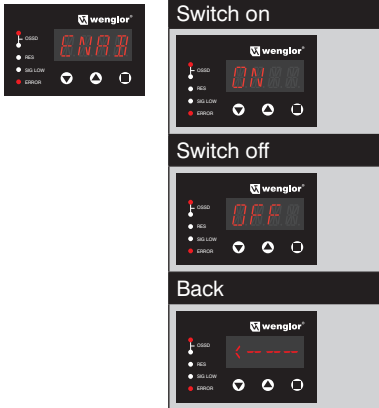 wenglor®
OSSD
ENAB
RES
SIG LOW
ERROR
Switch on
wenglor®
OSSD
ON
RES
SIG LOW
ERROR
Switch off
wenglor®
OSSD
OFF
RES
SIG LOW
ERROR
Back
wenglor®
OSSD
<----
RES
SIG LOW
ERROR